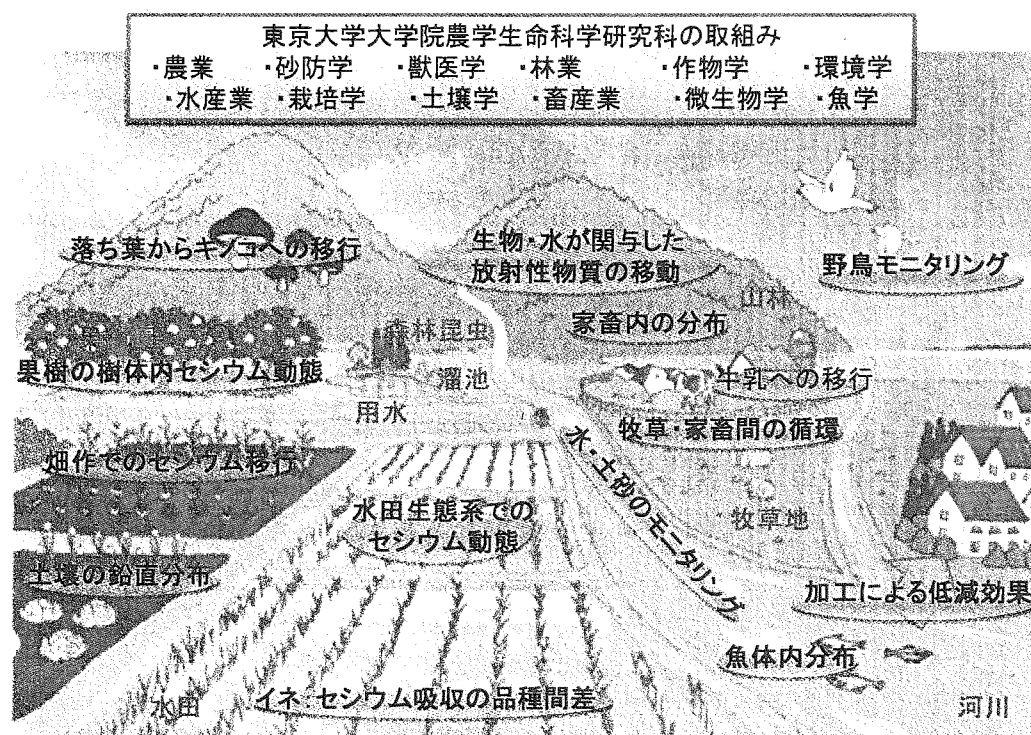 東京大学大学院農学生命科学研究科の取組み
・農業 ・砂防学 ・獣医学 ・林業 ・作物学 ・環境学
・水産業 ・栽培学 ・土壌学 ・畜産業 ・微生物学 ・魚学
落ち葉からキノコへの移行
生物・水が関与した
放射性物質の移動
野鳥モニタリング
山林
家畜内の分布
森林昆虫
果樹の樹体内セシウム動態
溜池
牛乳への移行
用水
牧草・家畜間の循環
畑作でのセシウム移行
水・土砂のモニタリング
水田生態系での
セシウム動態
牧草地
土壌の鉛直分布
加工による低減効果
魚体内分布
イネ:セシウム吸収の品種間差
水田
河川